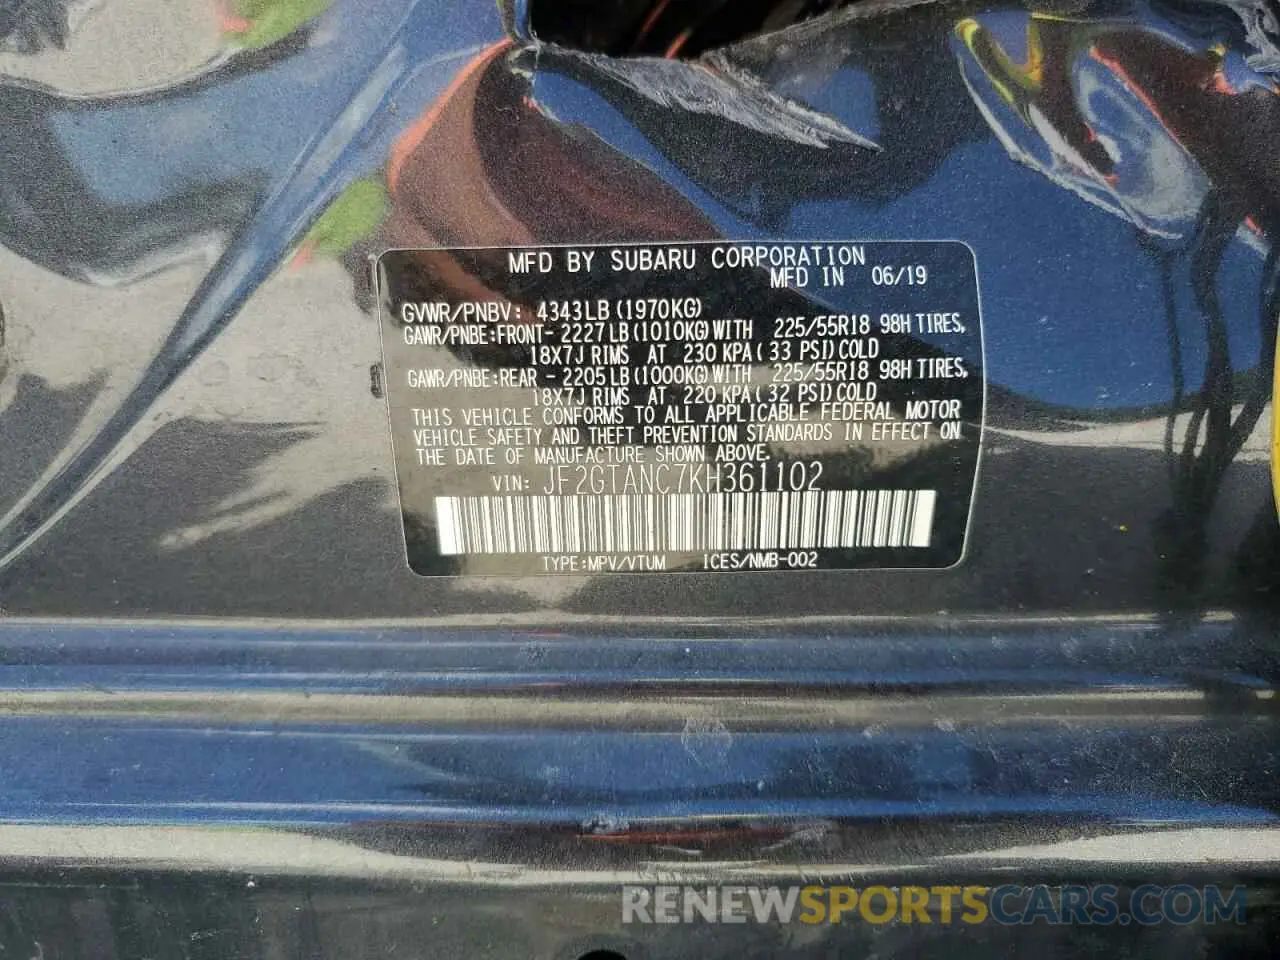 MFD BY SUBARU CORPORATION
MFD IN 06/19
GVWR/PNBV: 4343LB (1970KG)
GAWR/PNBE:FRONT- 2227LB (1010KG) WITH 225/55R18 98H TIRES,
18X7J RIMS AT 230 KPA( 33 PSI) COLD
GAWR/PNBE:REAR - 2205LB (1000KG) WITH 225/55R18 98H TIRES,
18X7J RIMS AT 220 KPA( 32 PSI) COLD
THIS VEHICLE CONFORMS TO ALL APPLICABLE FEDERAL MOTOR
VEHICLE SAFETY AND THEFT PREVENTION STANDARDS IN EFFECT ON
THE DATE OF MANUFACTURE SHOWN ABOVE.
VIN: JF2GTANC7KH361102
TYPE:MPV/VTUM ICES/NMB-002
RENEWSPORTSCARS.COM